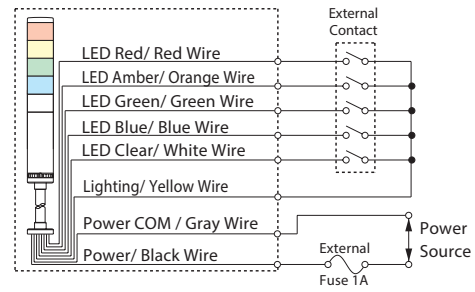 External
Contact
LED Red/ Red Wire
LED Amber/ Orange Wire
LED Green/ Green Wire
LED Blue/ Blue Wire
LED Clear/ White Wire
Lighting/ Yellow Wire
Power COM / Gray Wire
Power/ Black Wire
External
Fuse 1A
Power
Source